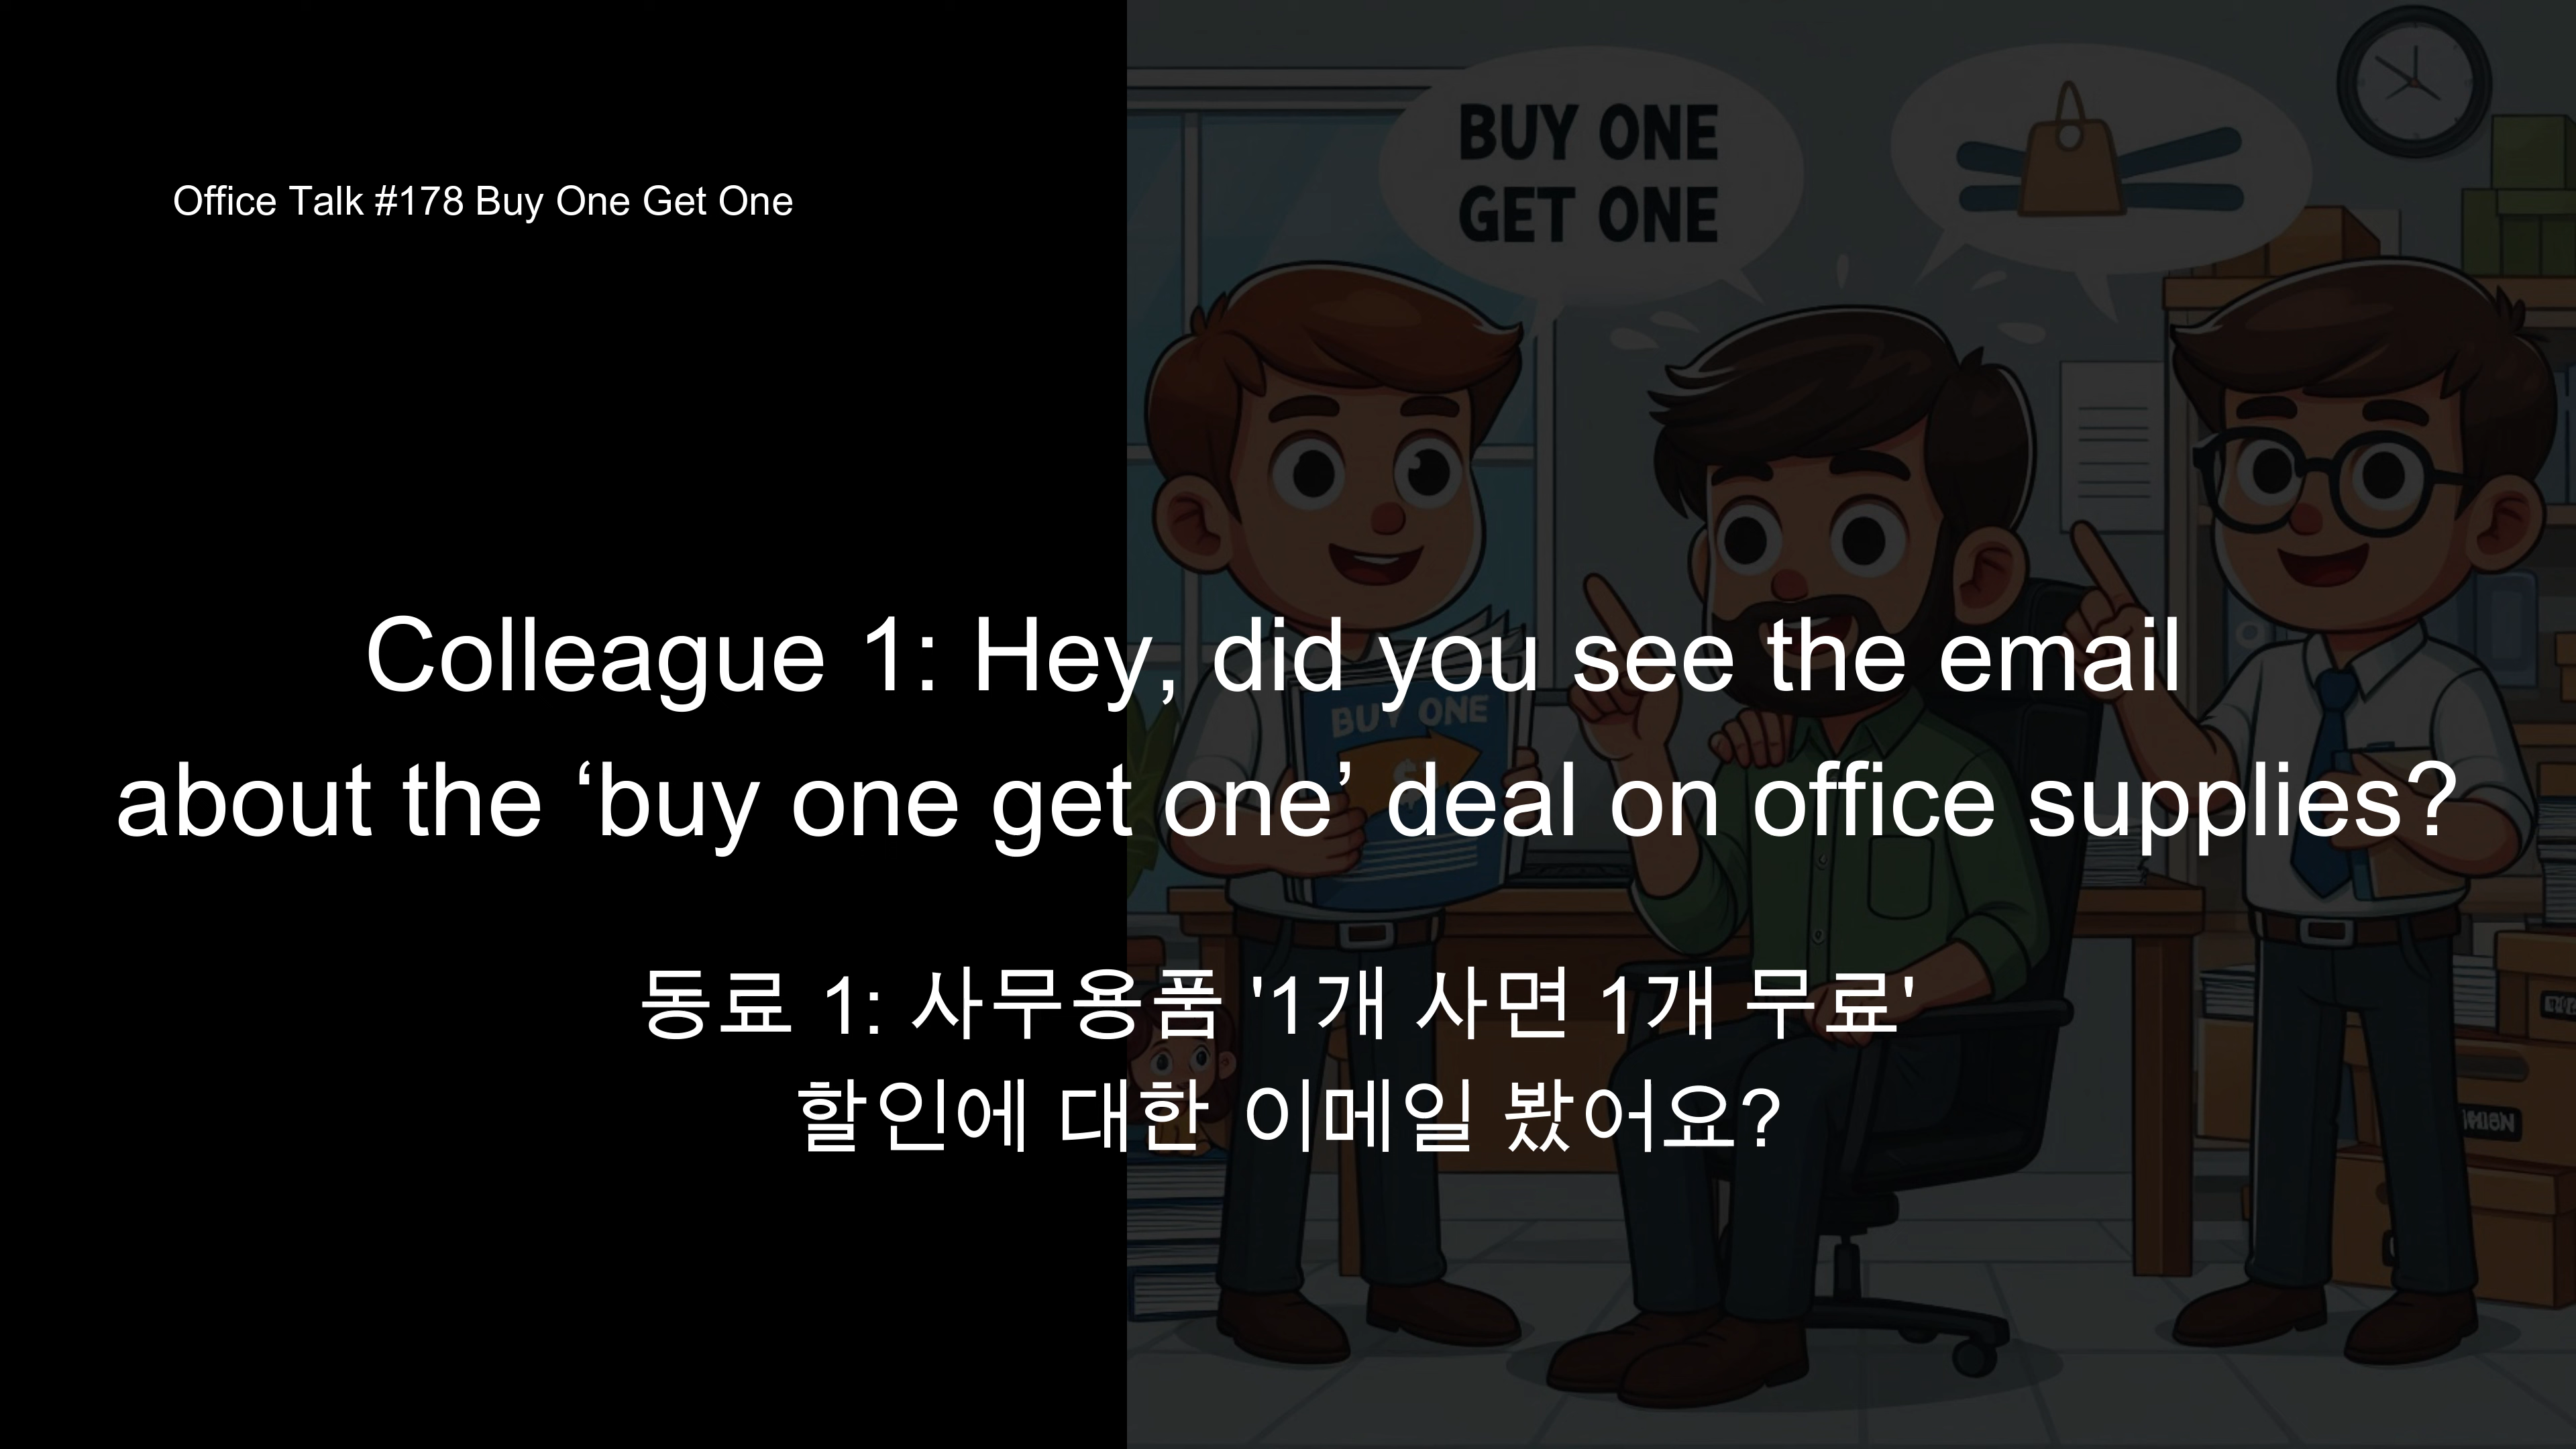 Office Talk #178 Buy One Get One
BUY ONE
GET ONE
Colleague 1: Hey, did you see the email
about the ‘buy one get one’ deal on office supplies?
BUY ONE
동료 1: 사무용품 '1개 사면 1개 무료'
할인에 대한 이메일 봤어요?